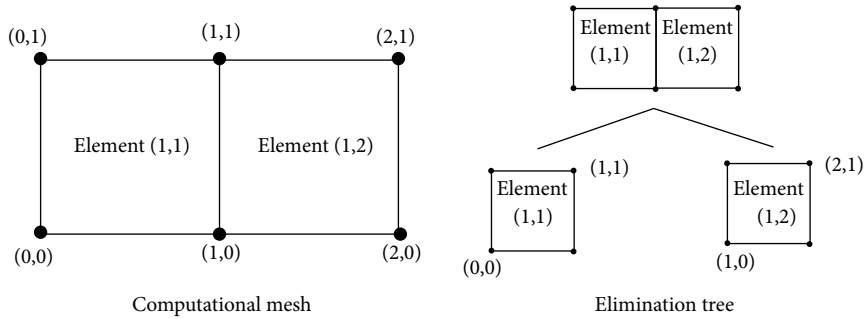 (0,1)
(1,1)
(2,1)
Element (1,1)
Element (1,2)
(0,0)
(1,0)
(2,0)
Computational mesh
Element
(1,1)
Element
(1,2)
Element
(1,1)
(1,1)
(0,0)
Element
(1,2)
(2,1)
(1,0)
Elimination tree